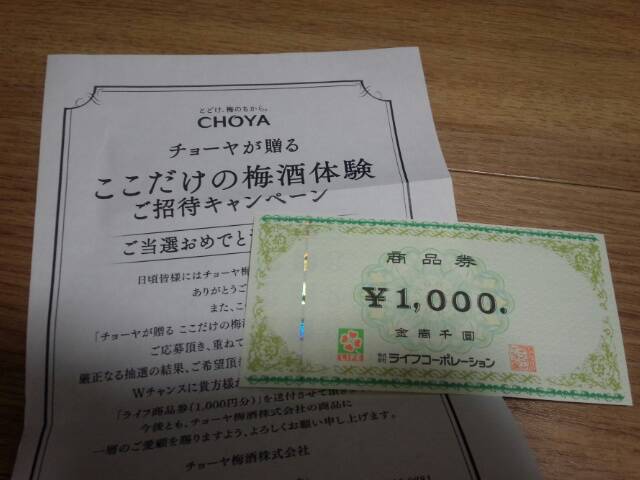 とどけ、梅のちから。
CHOYA
チョーヤが贈る
ここだけの梅酒体験
ご招待キャンペーン
ご当選おめでと
日頃皆様にはチョーヤ梅
ありがとうご
また、こ
「チョーヤが贈る ここだけの梅酒
ご応募頂き、重ねて
厳正なる抽選の結果、ご希望頂
Wチャンスに貴方様が
「ライフ商品券(1,000円分)」を送付させて頂き
今後とも、チョーヤ梅酒株式会社の商品に
一層のご愛顧を賜りますよう、よろしくお願い申し上げます。
チョーヤ梅酒株式会社
商品券
¥1,000.
金壱千圓
LIFE
株式会社 ライフコーポレーション